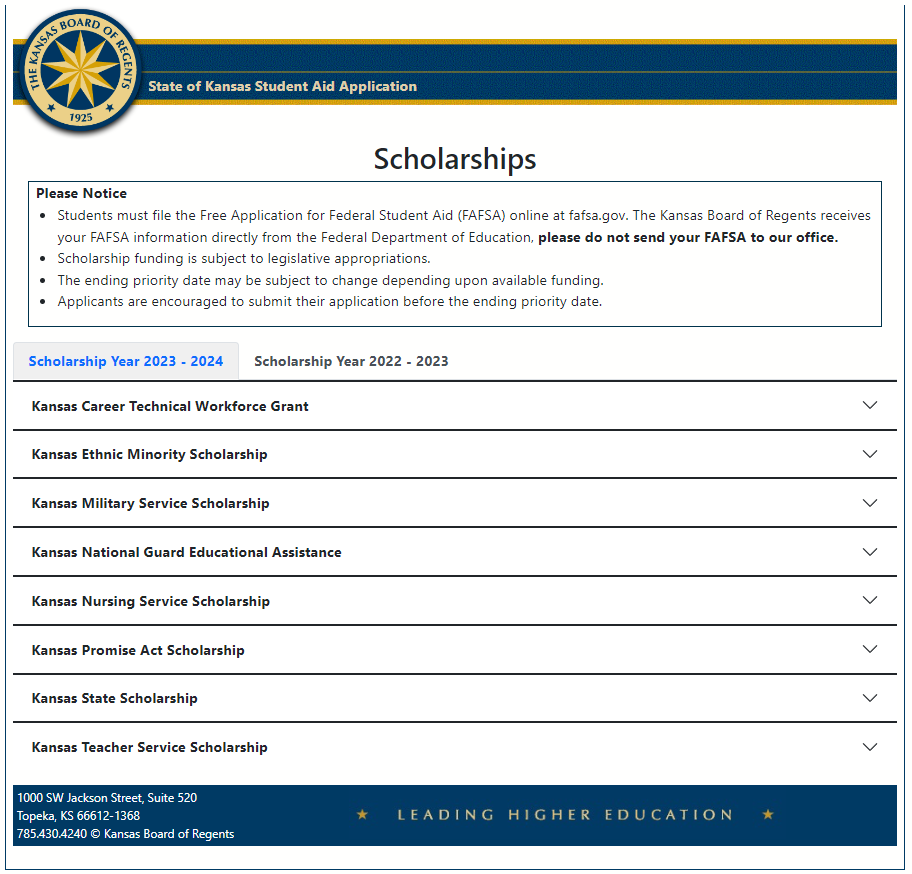 THE KANSAS BOARD OF REGENTS
1925
State of Kansas Student Aid Application
Scholarships
Please Notice
Students must file the Free Application for Federal Student Aid (FAFSA) online at fafsa.gov. The Kansas Board of Regents receives
your FAFSA information directly from the Federal Department of Education, please do not send your FAFSA to our office.
Scholarship funding is subject to legislative appropriations.
The ending priority date may be subject to change depending upon available funding.
Applicants are encouraged to submit their application before the ending priority date.
Scholarship Year 2023 - 2024 Scholarship Year 2022 - 2023
Kansas Career Technical Workforce Grant
Kansas Ethnic Minority Scholarship
Kansas Military Service Scholarship
Kansas National Guard Educational Assistance
Kansas Nursing Service Scholarship
Kansas Promise Act Scholarship
Kansas State Scholarship
Kansas Teacher Service Scholarship
1000 SW Jackson Street, Suite 520
Topeka, KS 66612-1368
785.430.4240 © Kansas Board of Regents
LEADING HIGHER EDUCATION